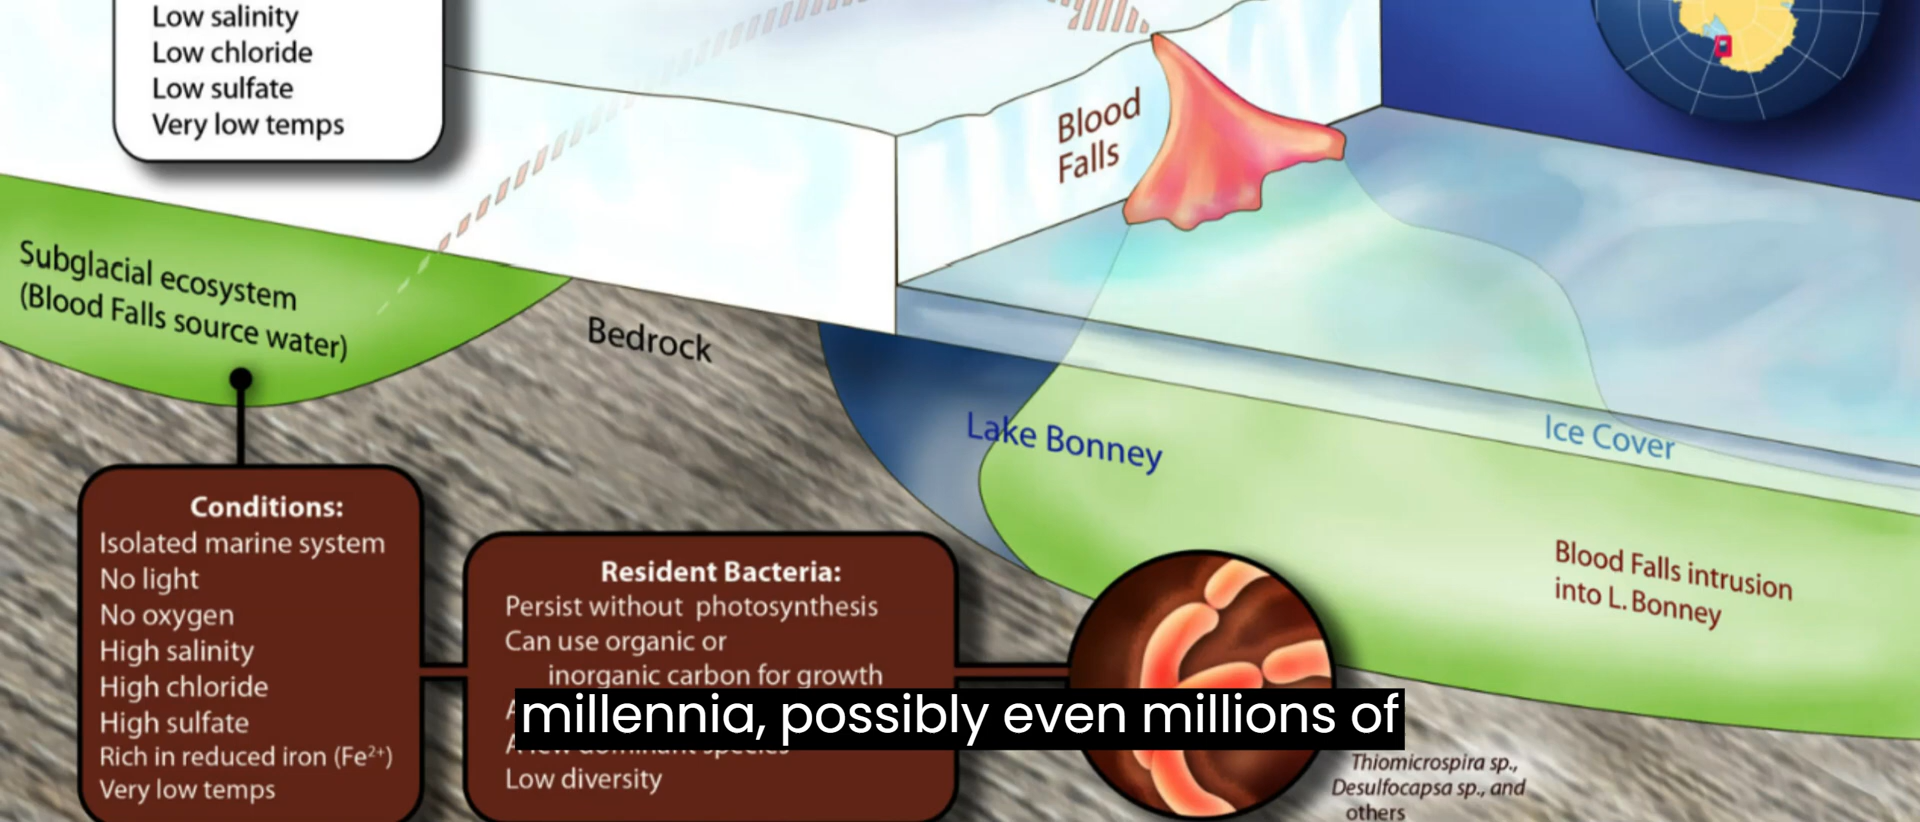 Low salinity
Low chloride
Low sulfate
Very low temps
Blood
Falls
Subglacial ecosystem
(Blood Falls source water)
Bedrock
Lake Bonney
Ice Cover
Blood Falls intrusion
into L. Bonney
Conditions:
Isolated marine system
No light
No oxygen
High salinity
High chloride
High sulfate
Rich in reduced iron (Fe²⁺)
Very low temps
Resident Bacteria:
Persist without photosynthesis
Can use organic or
inorganic carbon for growth
A few dominant species
Low diversity
millennia, possibly even millions of
Thiomicrospira sp.,
Desulfocapsa sp., and
others